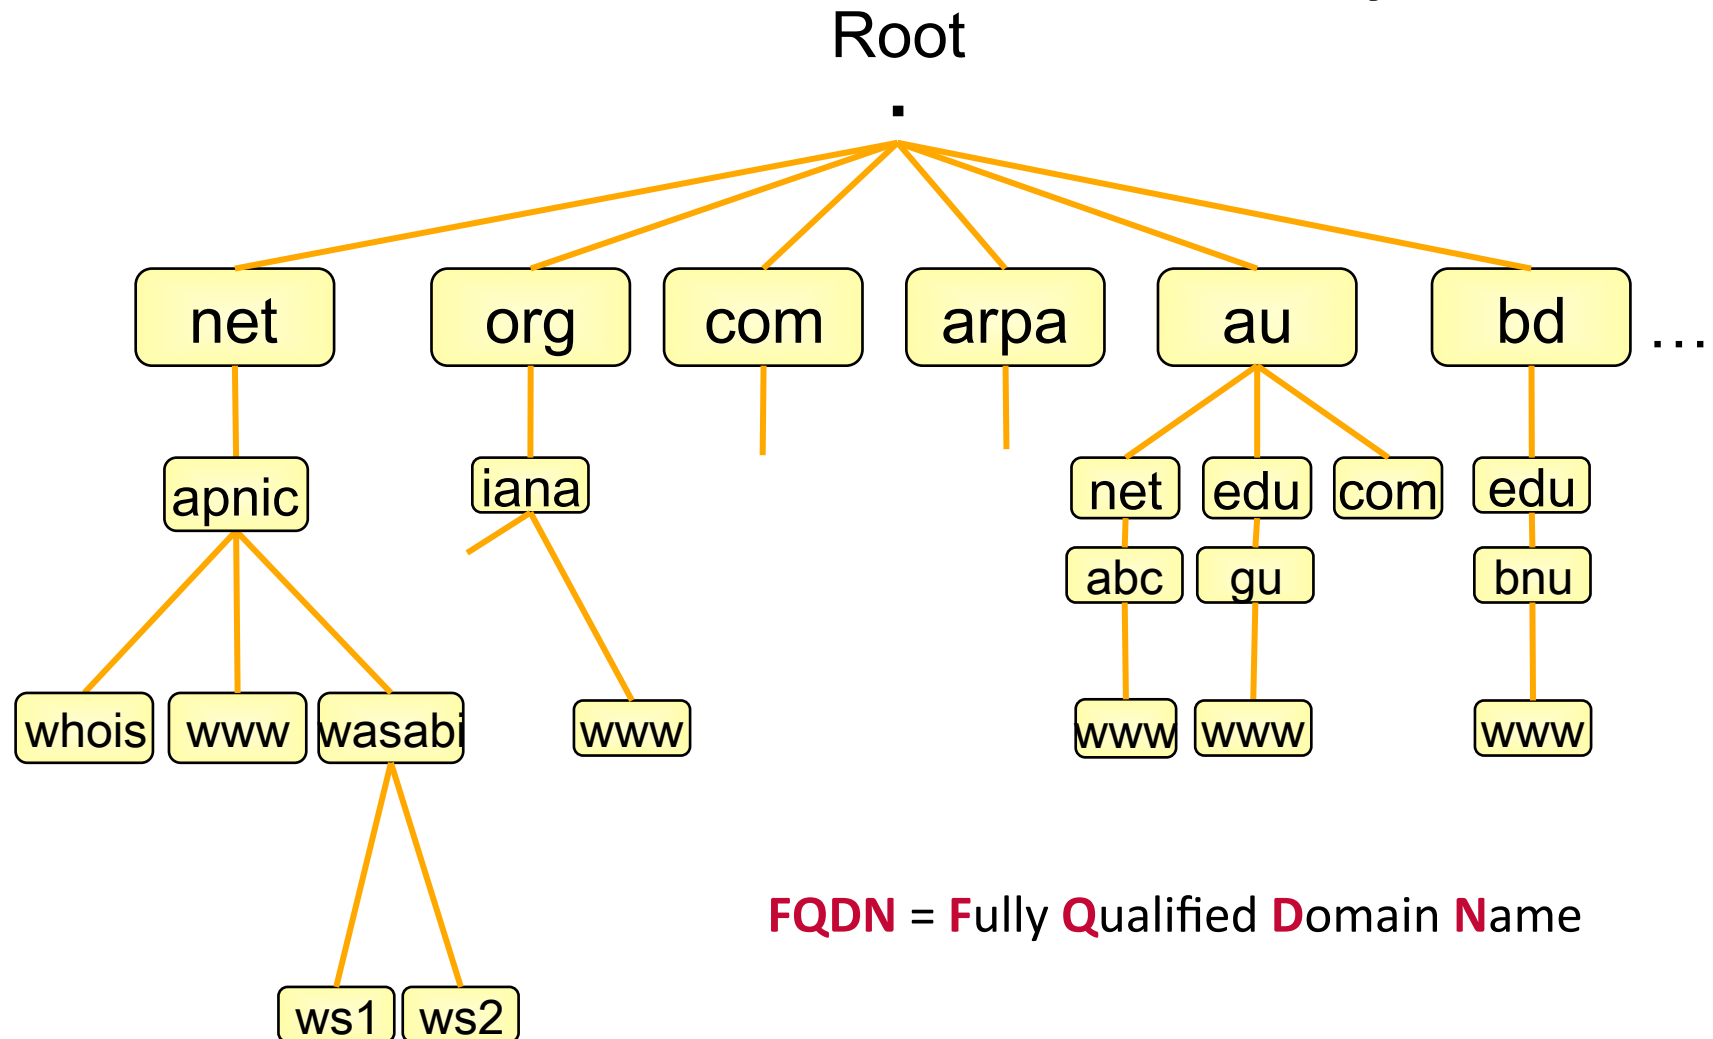 Root
.
net org com arpa au bd ...
apnic iana net edu com edu
abc gu bnu
whois www wasabi www www www www
FQDN = Fully Qualified Domain Name
ws1 ws2